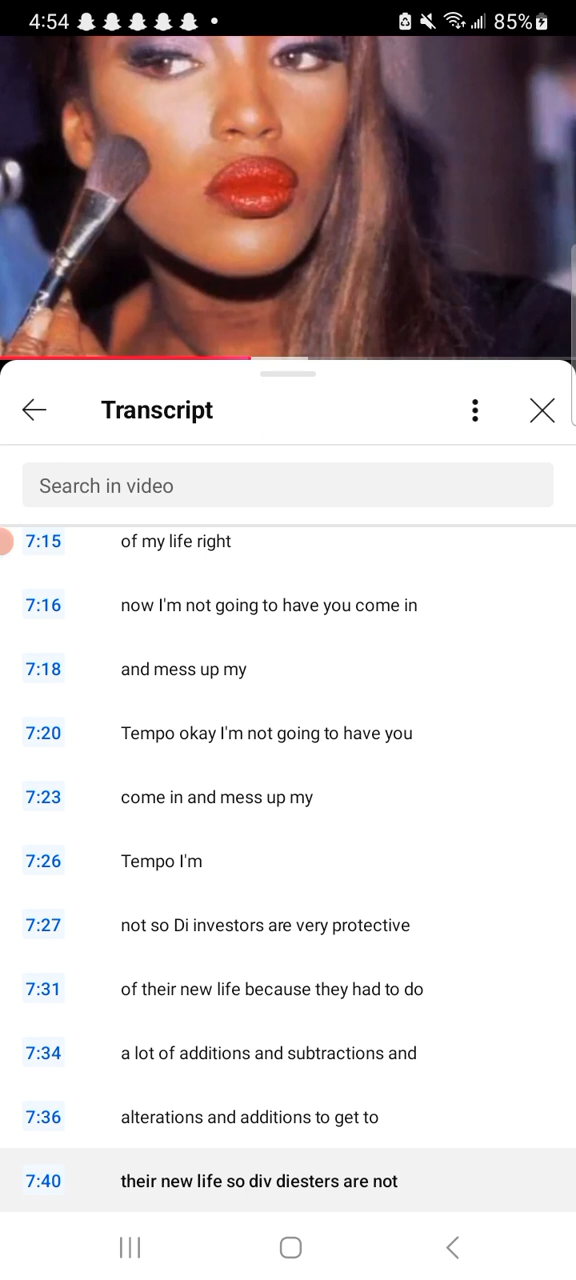 4:54
85%
Transcript
Search in video
7:15 of my life right
7:16 now I'm not going to have you come in
7:18 and mess up my
7:20 Tempo okay I'm not going to have you
7:23 come in and mess up my
7:26 Tempo I'm
7:27 not so Di investors are very protective
7:31 of their new life because they had to do
7:34 a lot of additions and subtractions and
7:36 alterations and additions to get to
7:40 their new life so div diesters are not